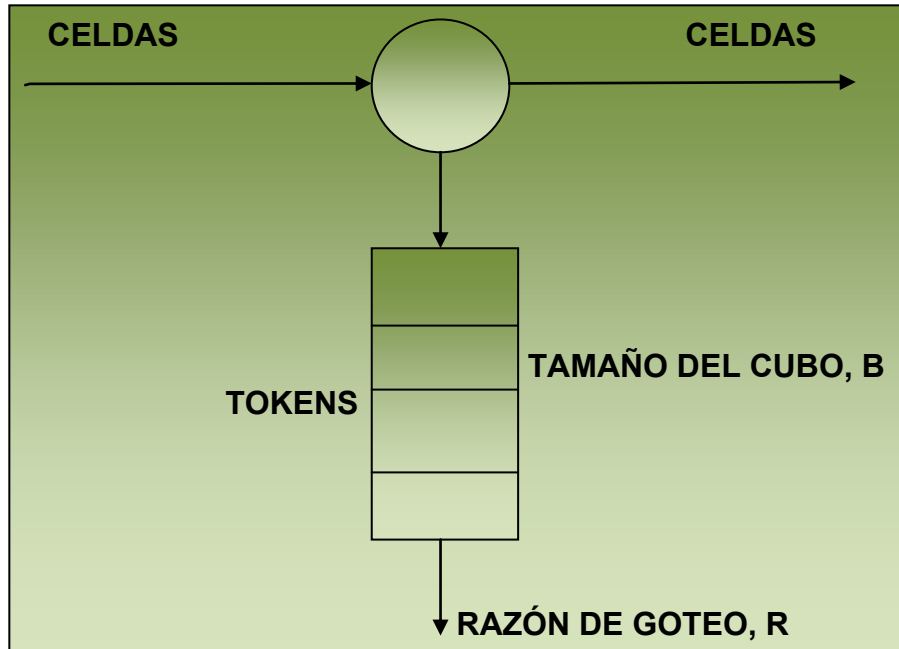 CELDAS
CELDAS
TAMAÑO DEL CUBO, B
TOKENS
RAZÓN DE GOTEO, R